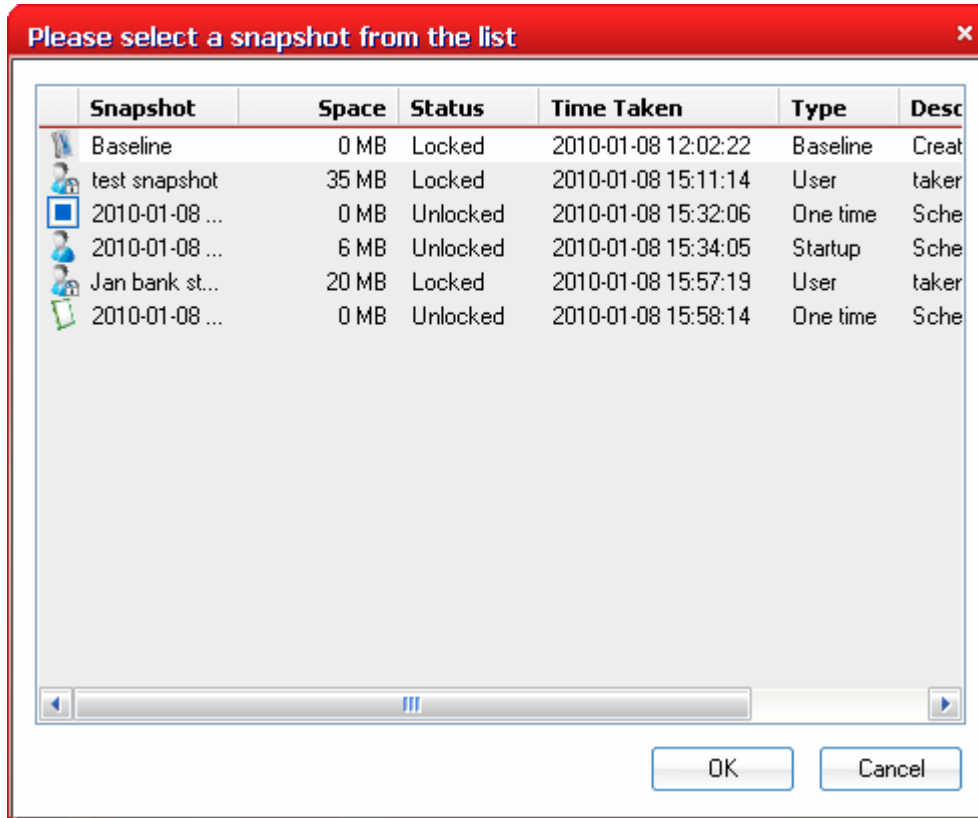 Please select a snapshot from the list
Snapshot Space Status Time Taken Type Desc
Baseline 0 MB Locked 2010-01-08 12:02:22 Baseline Creat
test snapshot 35 MB Locked 2010-01-08 15:11:14 User taker
2010-01-08 ... 0 MB Unlocked 2010-01-08 15:32:06 One time Sche
2010-01-08 ... 6 MB Unlocked 2010-01-08 15:34:05 Startup Sche
Jan bank st... 20 MB Locked 2010-01-08 15:57:19 User taker
2010-01-08 ... 0 MB Unlocked 2010-01-08 15:58:14 One time Sche
OK Cancel